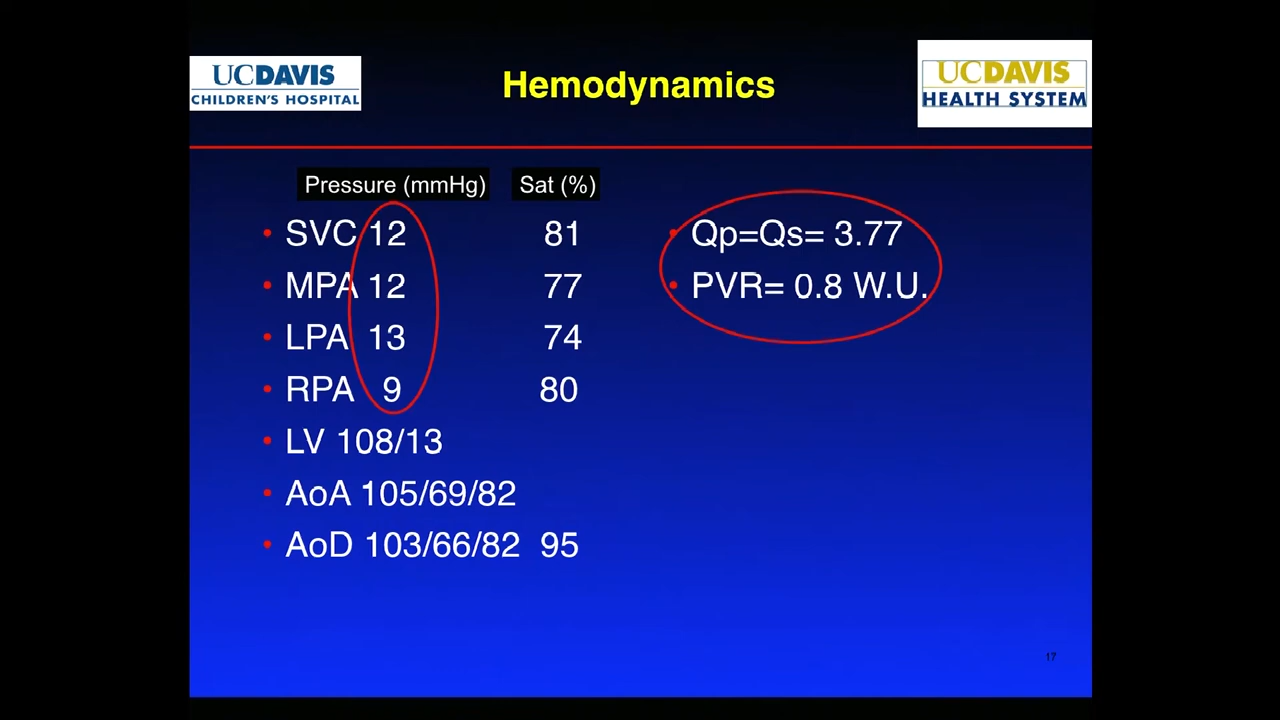 UCDAVIS
CHILDREN'S HOSPITAL
Hemodynamics
UCDAVIS
HEALTH SYSTEM
Pressure (mmHg) Sat (%)
• SVC 12 81
• MPA 12 77
• LPA 13 74
• RPA 9 80
• LV 108/13
• AoA 105/69/82
• AoD 103/66/82 95
• Qp=Qs= 3.77
• PVR= 0.8 W.U.
17